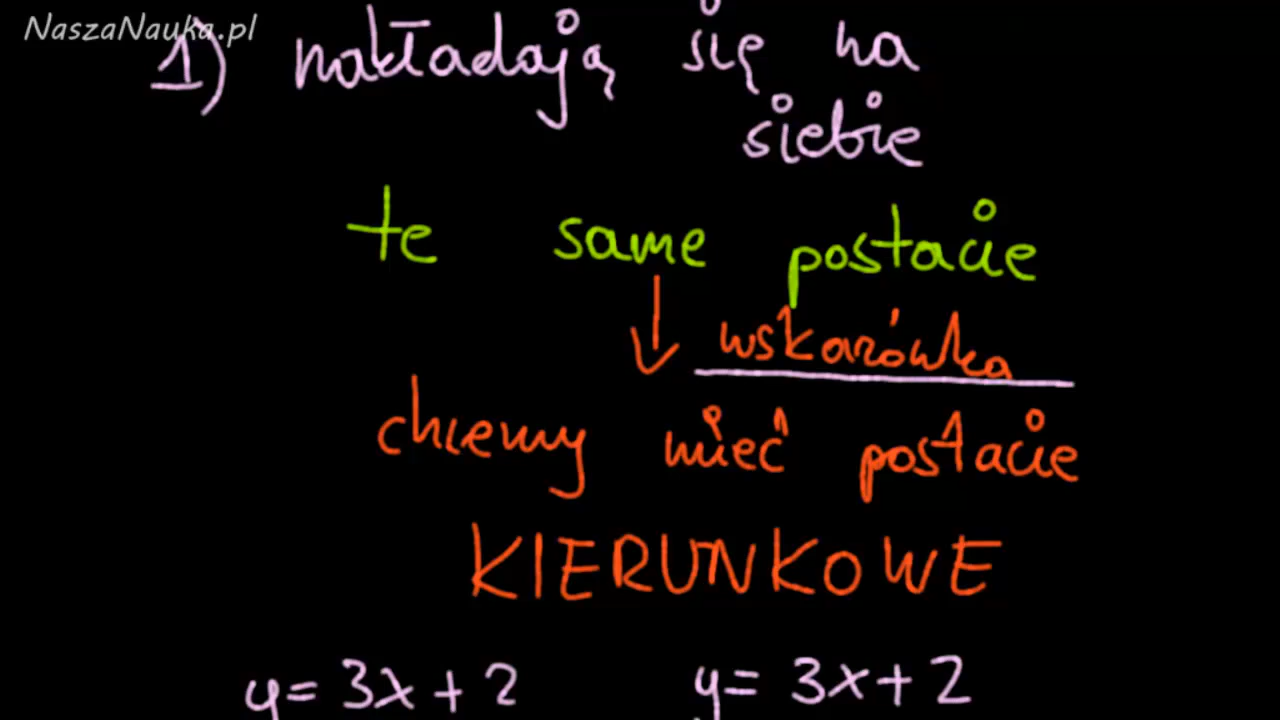 NaszaNauka.pl
1) nakładają się na
siebie
te same postacie
↓ wskazówka
chcemy mieć postacie
KIERUNKOWE
y = 3x + 2 y = 3x + 2